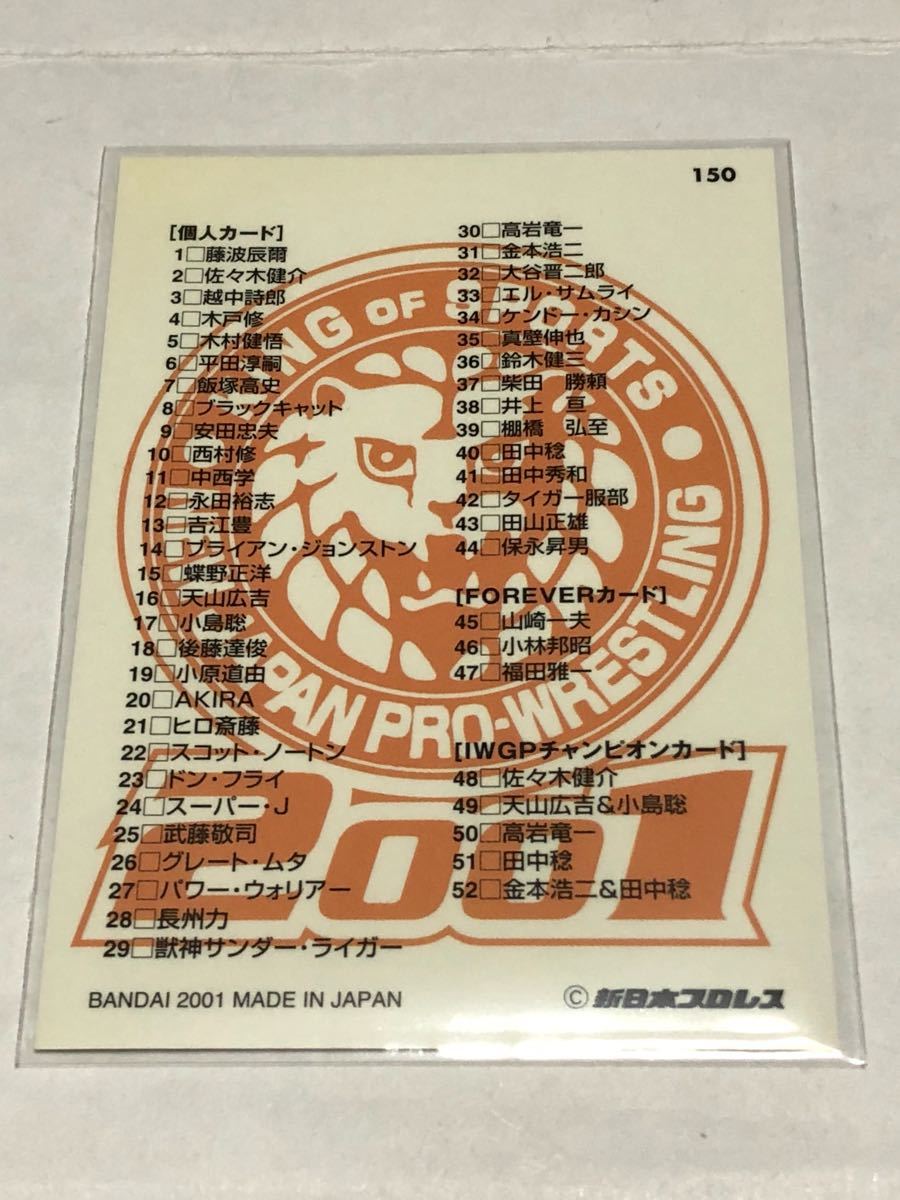 150
[個人カード]
1□藤波辰爾
2□佐々木健介
3□越中詩郎
4□木戸修
5□木村健悟
6□平田淳嗣
7□飯塚高史
8□ブラックキャット
9□安田忠夫
10□西村修
11□中西学
12□永田裕志
13□吉江豊
14□ブライアン・ジョンストン
15□蝶野正洋
16□天山広吉
17□小島聡
18□後藤達俊
19□小原道由
20□AKIRA
21□ヒロ斎藤
22□スコット・ノートン
23□ドン・フライ
24□スーパー・J
25□武藤敬司
26□グレート・ムタ
27□パワー・ウォリアー
28□長州力
29□獣神サンダー・ライガー
30□高岩竜一
31□金本浩二
32□大谷晋二郎
33□エル・サムライ
34□ケンドー・カシン
35□真壁伸也
36□鈴木健三
37□柴田　勝頼
38□井上　亘
39□棚橋　弘至
40□田中稔
41□田中秀和
42□タイガー服部
43□田山正雄
44□保永昇男
[FOREVERカード]
45□山崎一夫
46□小林邦昭
47□福田雅一
[IWGPチャンピオンカード]
48□佐々木健介
49□天山広吉&小島聡
50□高岩竜一
51□田中稔
52□金本浩二&田中稔
KING OF SPORTS
JAPAN PRO-WRESTLING
2001
BANDAI 2001 MADE IN JAPAN
©新日本プロレス